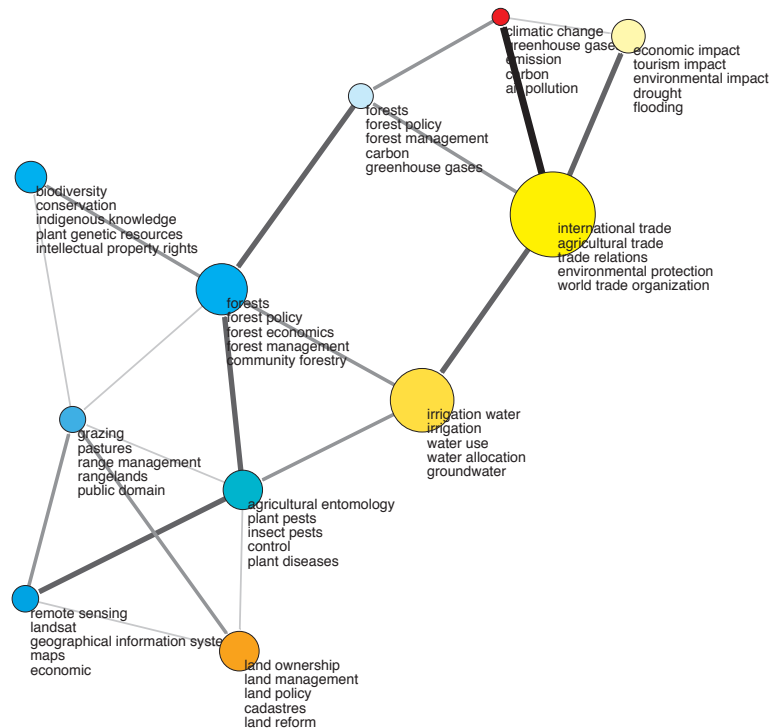 climatic change
greenhouse gase
emission
carbon
air pollution
economic impact
tourism impact
environmental impact
drought
flooding
forests
forest policy
forest management
carbon
greenhouse gases
biodiversity
conservation
indigenous knowledge
plant genetic resources
intellectual property rights
international trade
agricultural trade
trade relations
environmental protection
world trade organization
forests
forest policy
forest economics
forest management
community forestry
irrigation water
irrigation
water use
water allocation
groundwater
grazing
pastures
range management
rangelands
public domain
agricultural entomology
plant pests
insect pests
control
plant diseases
remote sensing
landsat
geographical information syste
maps
economic
land ownership
land management
land policy
cadastres
land reform